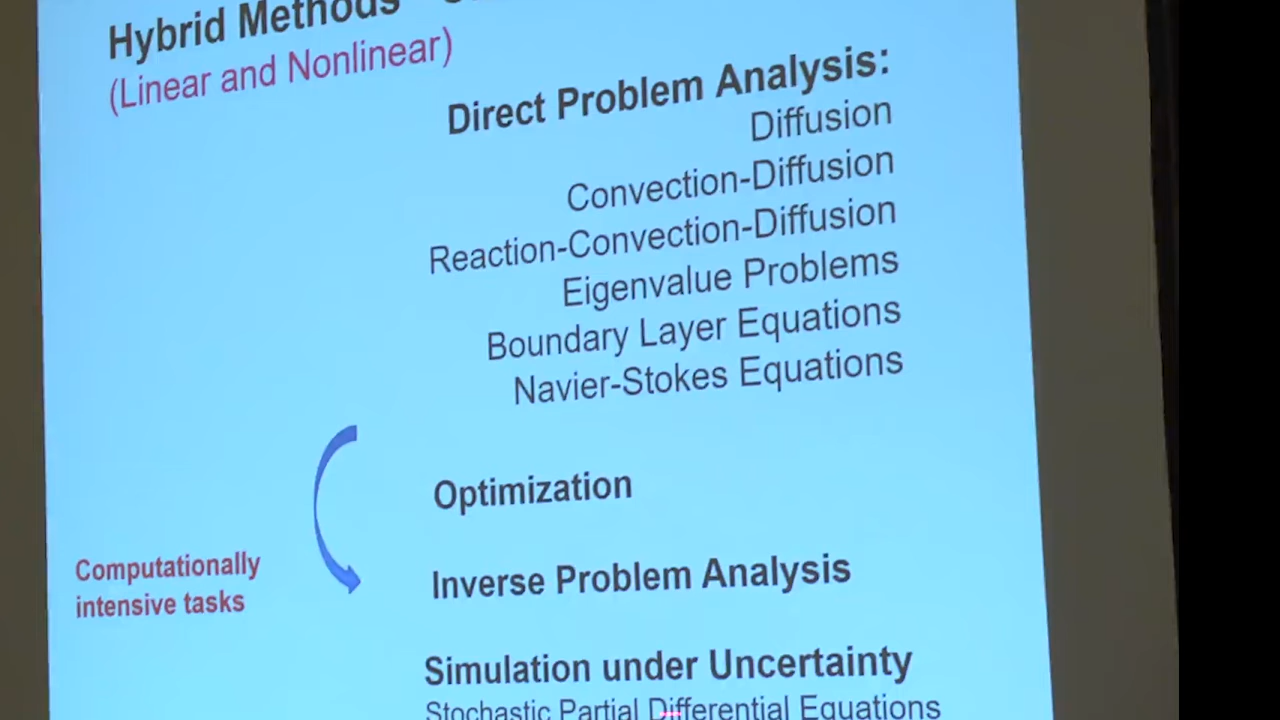 Hybrid Methods
(Linear and Nonlinear)
Direct Problem Analysis:
Diffusion
Convection-Diffusion
Reaction-Convection-Diffusion
Eigenvalue Problems
Boundary Layer Equations
Navier-Stokes Equations
Optimization
Computationally
intensive tasks
Inverse Problem Analysis
Simulation under Uncertainty
Stochastic Partial Differential Equations